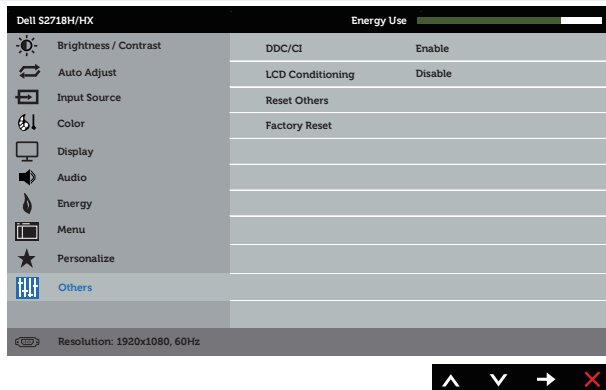 Dell S2718H/HX Energy Use
Brightness / Contrast DDC/CI Enable
Auto Adjust LCD Conditioning Disable
Input Source Reset Others
Color Factory Reset
Display
Audio
Energy
Menu
Personalize
Others
Resolution: 1920x1080, 60Hz